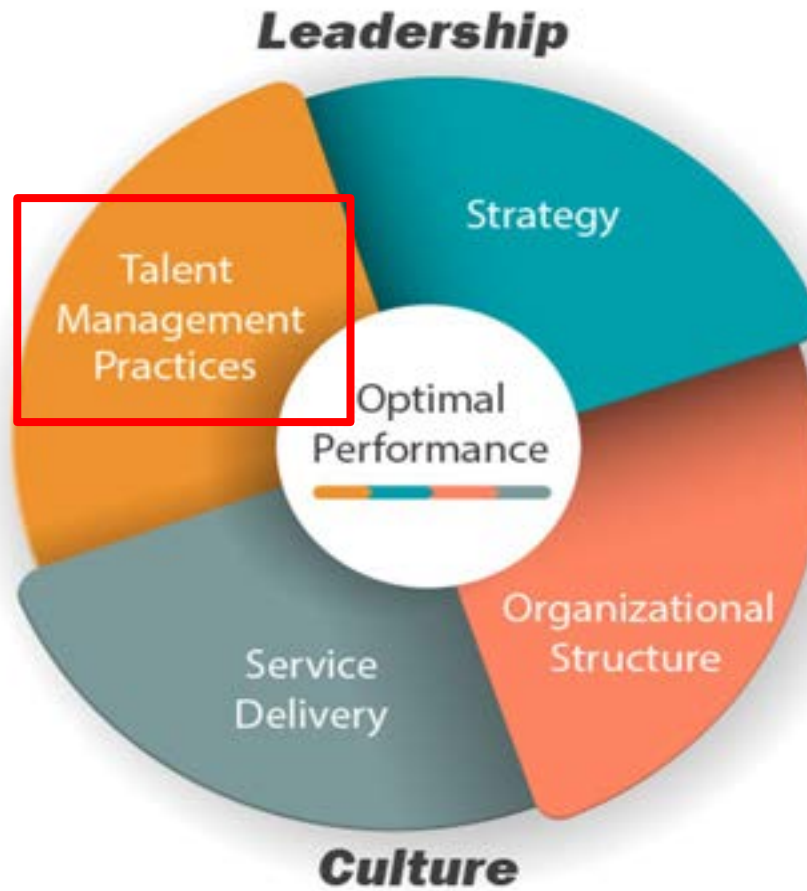 Leadership
Strategy
Talent
Management
Practices
Optimal
Performance
Organizational
Structure
Service
Delivery
Culture